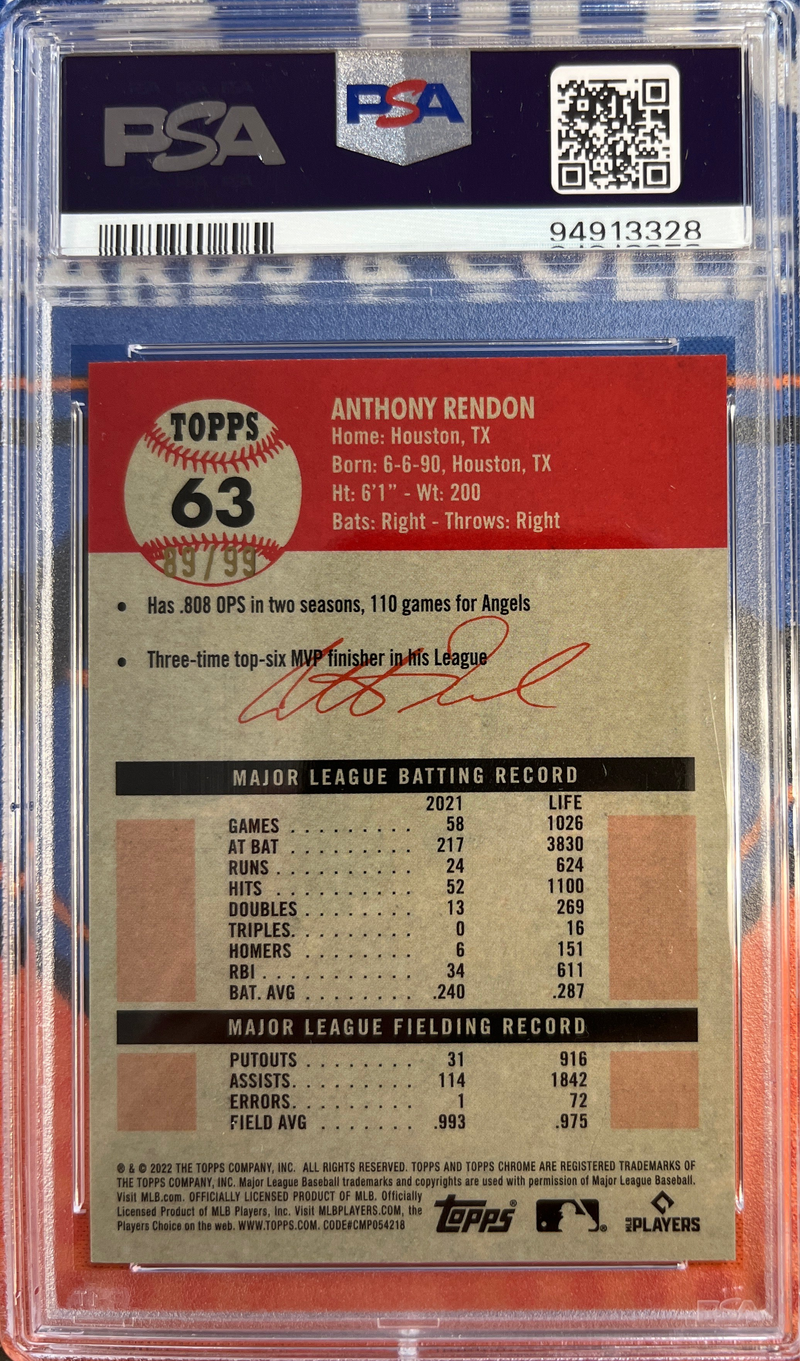 PSA
PSA
94913328
TOPPS
63
89/99
ANTHONY RENDON
Home: Houston, TX
Born: 6-6-90, Houston, TX
Ht: 6'1" - Wt: 200
Bats: Right - Throws: Right
• Has .808 OPS in two seasons, 110 games for Angels
• Three-time top-six MVP finisher in his League
MAJOR LEAGUE BATTING RECORD
2021 LIFE
GAMES . . . . . . . . . 58 1026
AT BAT . . . . . . . . . 217 3830
RUNS . . . . . . . . . . 24 624
HITS . . . . . . . . . . 52 1100
DOUBLES . . . . . . . . 13 269
TRIPLES. . . . . . . . . 0 16
HOMERS . . . . . . . . 6 151
RBI . . . . . . . . . . . 34 611
BAT. AVG . . . . . . . . .240 .287
MAJOR LEAGUE FIELDING RECORD
PUTOUTS . . . . . . . . 31 916
ASSISTS. . . . . . . . . 114 1842
ERRORS. . . . . . . . . 1 72
FIELD AVG . . . . . . . .993 .975
® & © 2022 THE TOPPS COMPANY, INC. ALL RIGHTS RESERVED. TOPPS AND TOPPS CHROME ARE REGISTERED TRADEMARKS OF
THE TOPPS COMPANY, INC. Major League Baseball trademarks and copyrights are used with permission of Major League Baseball.
Visit MLB.com. OFFICIALLY LICENSED PRODUCT OF MLB. Officially
Licensed Product of MLB Players, Inc. Visit MLBPLAYERS.COM, the
Players Choice on the web. WWW.TOPPS.COM. CODE#CMP054218
topps®
MLB PLAYERS
PSA